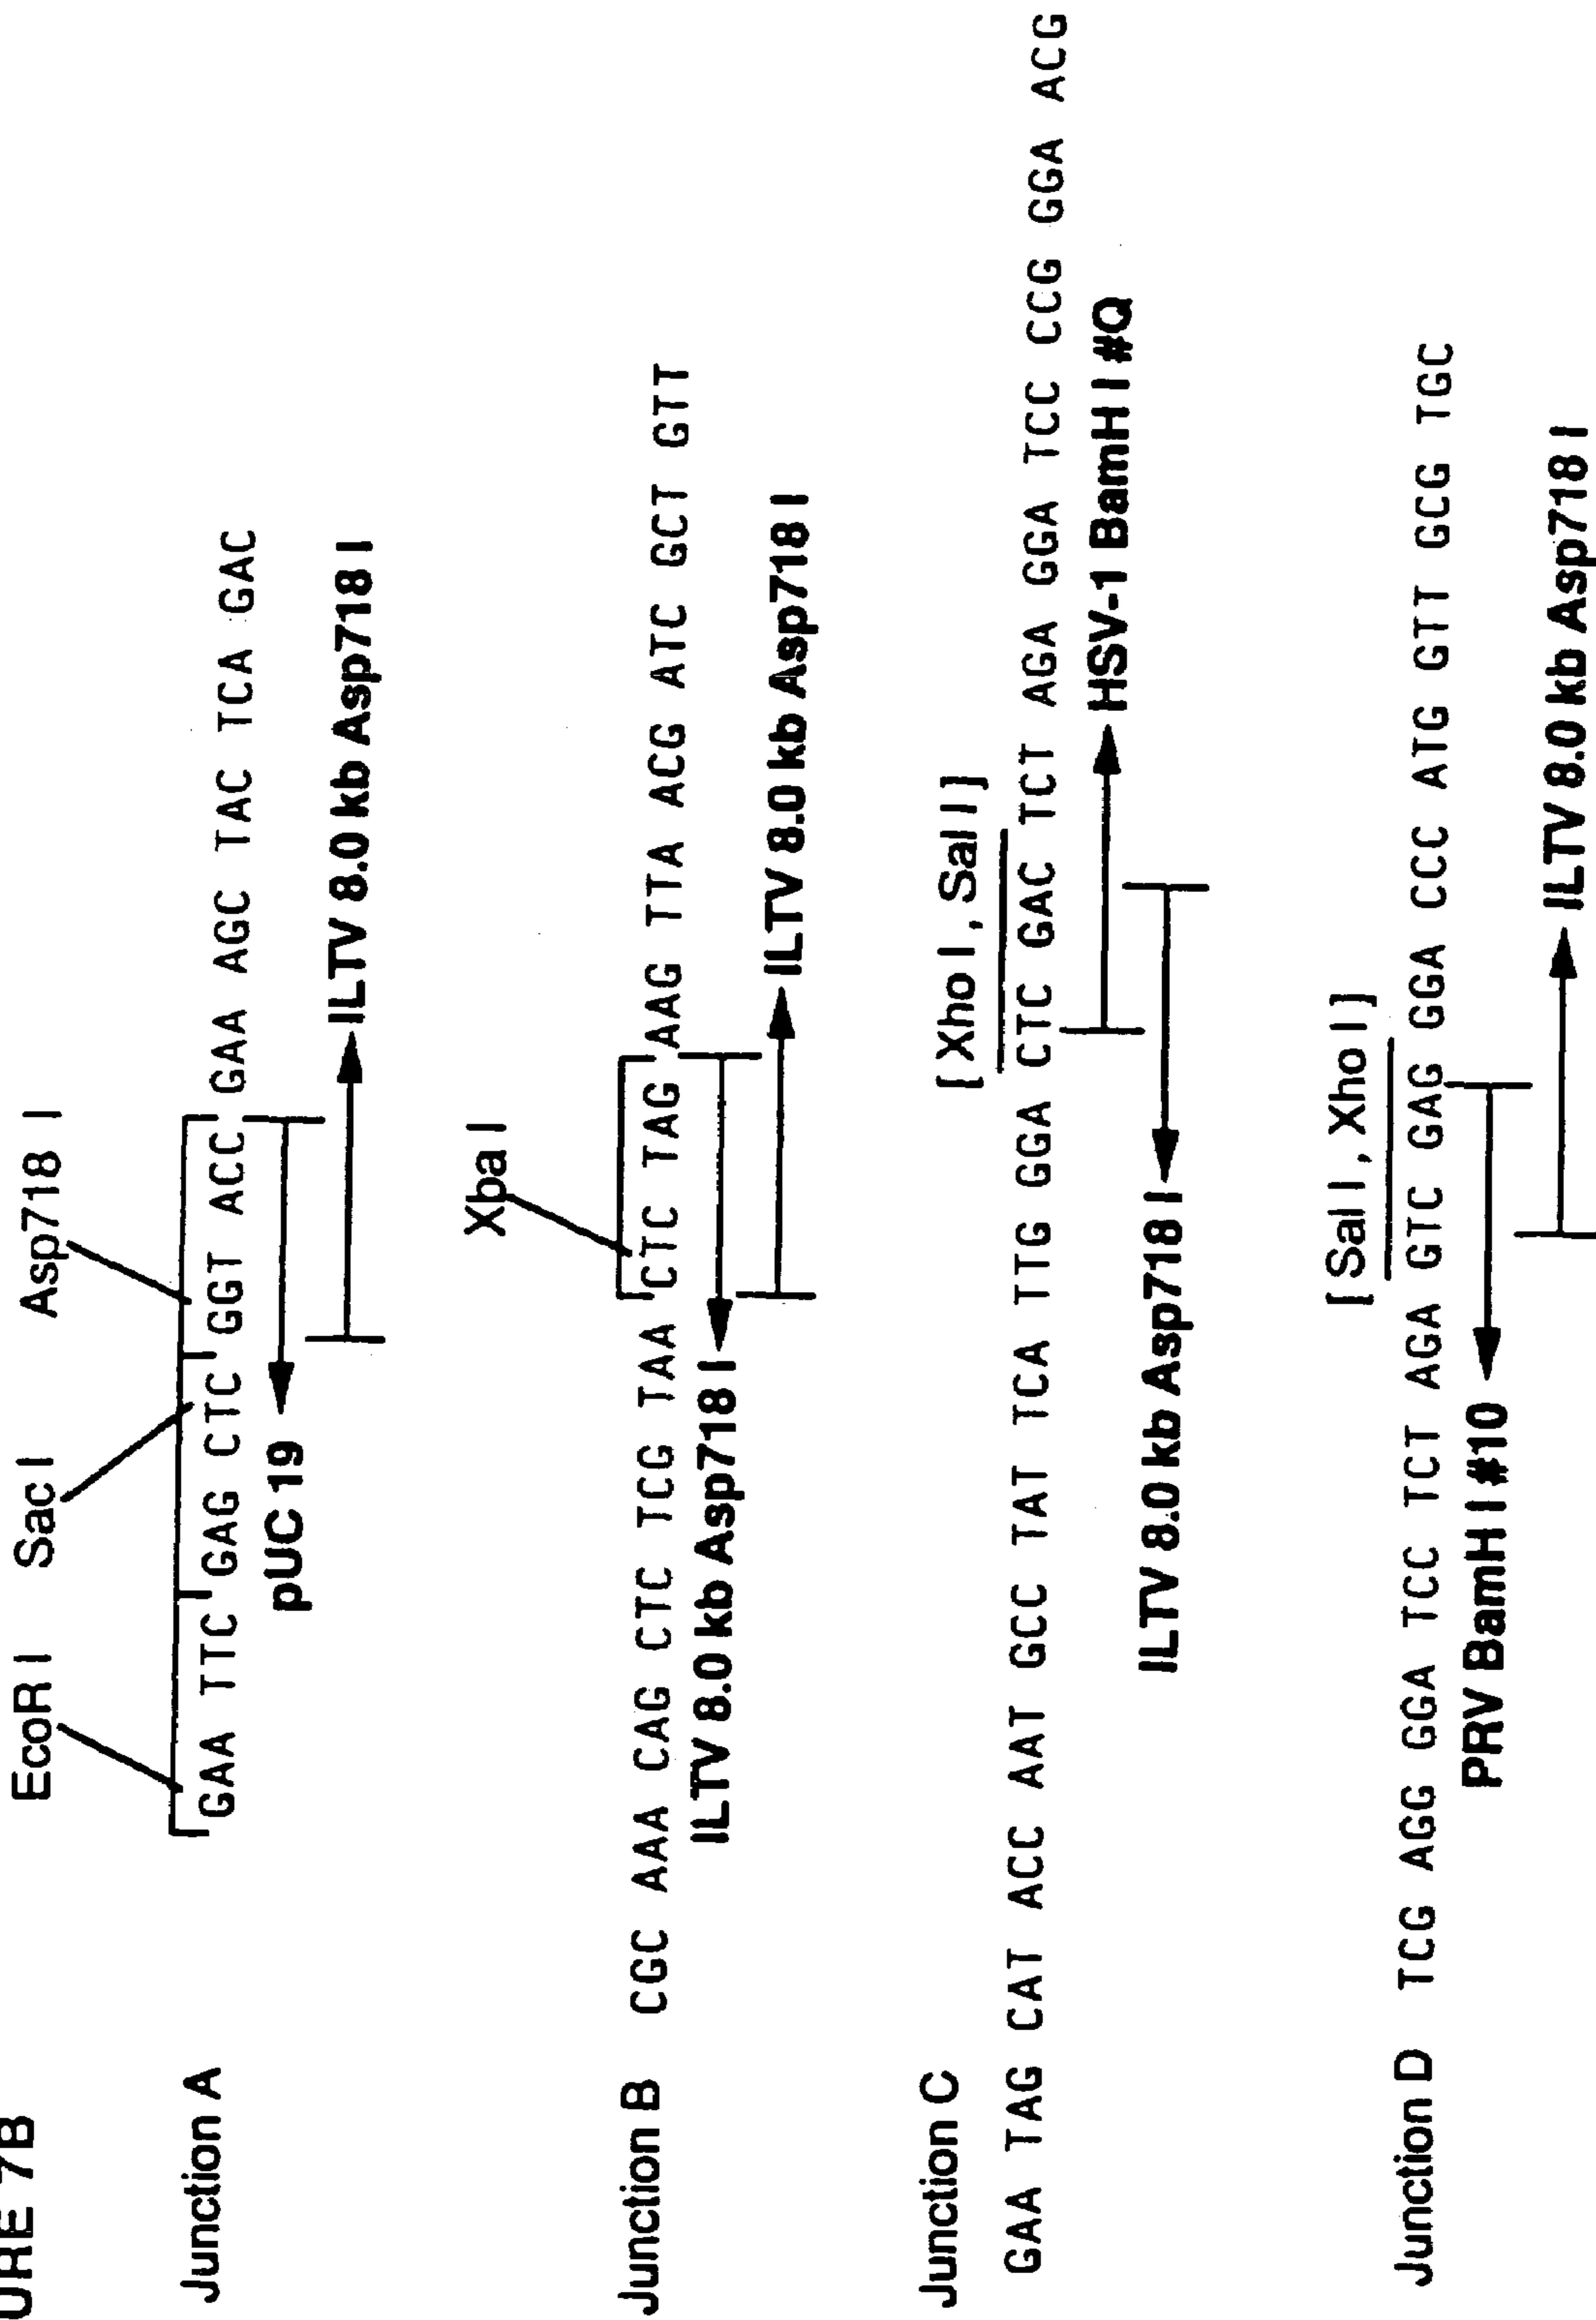 URE 7B
EcoR I Sac I Asp718 I
Junction A GAA TTC GAG CTC GGT ACC GAA AGC TAC TCA GAC
pUC 19
ILTV 8.0 kb Asp718 I
Xba I
Junction B CGC AAA CAG CTC TCG TAA CTC TAG AAG TTA ACG ATC GCT GTT
ILTV 8.0 kb Asp718 I
ILTV 8.0 kb Asp718 I
Junction C
[ Xho I , Sal I ]
GAA TAG CAT ACC AAT GCC TAT TCA TTG GGA CTC GAC TCT AGA GGA TCC CCG GGA ACG
HSV-1 BamH I #Q
ILTV 8.0 kb Asp718 I
[ Sal I , Xho I ]
Junction D TCG AGG GGA TCC TCT AGA GTC GAG GGA CCC ATG GTT GCG TGC
PRV BamH I #10
ILTV 8.0 kb Asp718 I